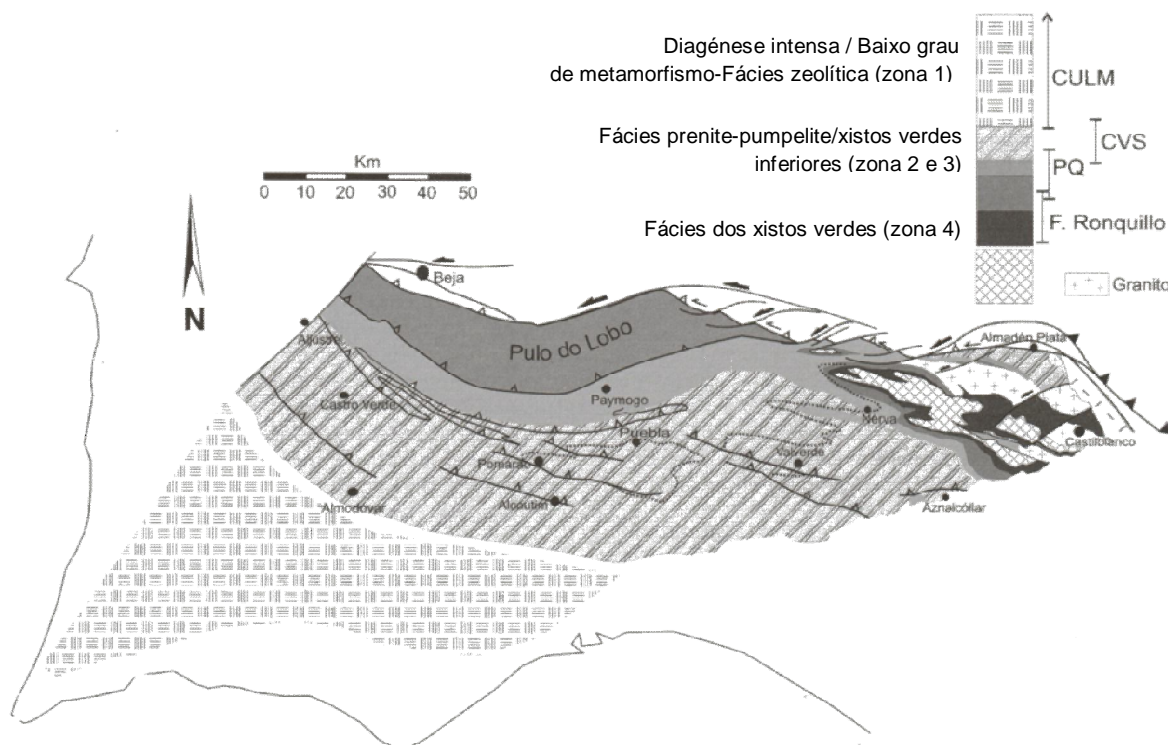 Diagénese intensa / Baixo grau
de metamorfismo-Fácies zeolítica (zona 1)
CULM
Fácies prenite-pumpelite/xistos verdes
inferiores (zona 2 e 3)
CVS
PQ
Fácies dos xistos verdes (zona 4)
F. Ronquillo
Granito
Km
0 10 20 30 40 50
N
Beja
Pulo do Lobo
Almadén Plata
Aljustrel
Castro Verde
Paymogo
Nerva
Castilblanco
Puebla
Pomarão
Valverde
Almodovar
Alcoutim
Aznalcóllar